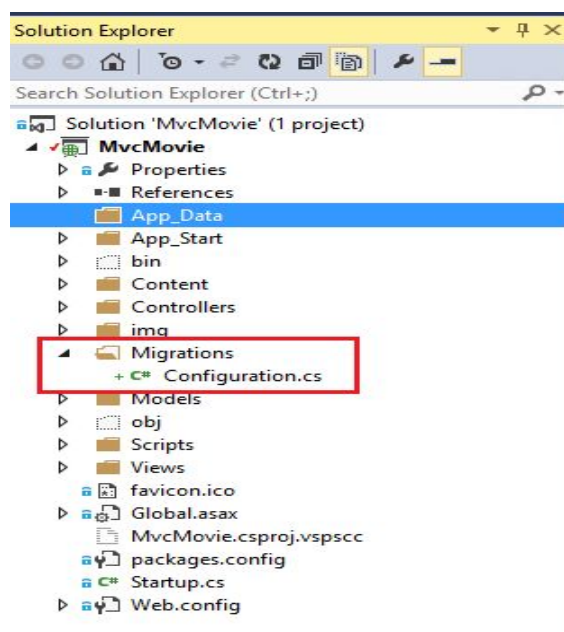 Solution Explorer
Search Solution Explorer (Ctrl+;)
Solution 'MvcMovie' (1 project)
MvcMovie
Properties
References
App_Data
App_Start
bin
Content
Controllers
img
Migrations
C# Configuration.cs
Models
obj
Scripts
Views
favicon.ico
Global.asax
MvcMovie.csproj.vspscc
packages.config
C# Startup.cs
Web.config